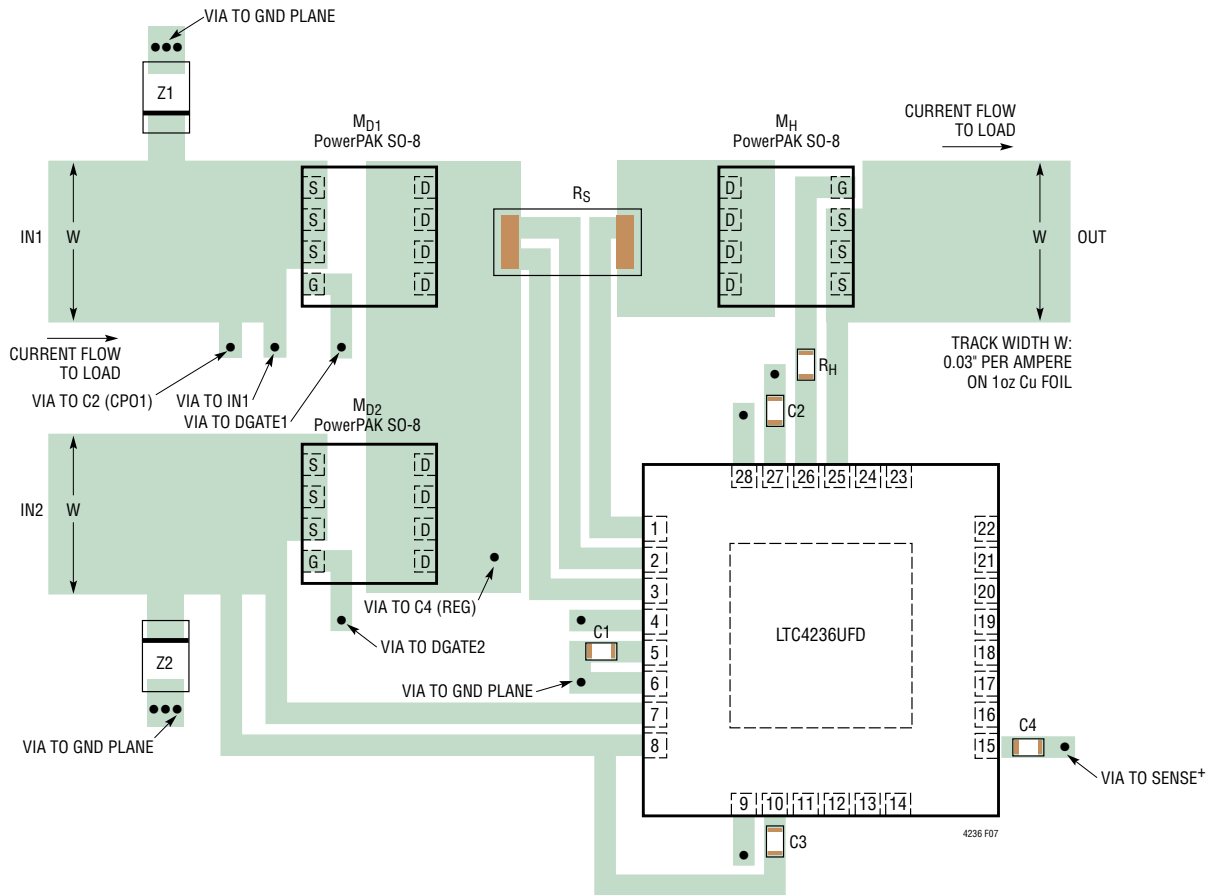 VIA TO GND PLANE
Z1
MD1
PowerPAK SO-8
MH
PowerPAK SO-8
CURRENT FLOW
TO LOAD
RS
S
S
S
G
D
D
D
D
D
D
D
D
G
S
S
S
IN1
W
W
OUT
CURRENT FLOW
TO LOAD
VIA TO C2 (CPO1)
VIA TO IN1
VIA TO DGATE1
TRACK WIDTH W:
0.03" PER AMPERE
ON 1oz Cu FOIL
RH
C2
MD2
PowerPAK SO-8
S
S
S
G
D
D
D
D
IN2
W
28
27
26
25
24
23
1
2
3
4
5
6
7
8
22
21
20
19
18
17
16
15
LTC4236UFD
VIA TO C4 (REG)
VIA TO DGATE2
C1
VIA TO GND PLANE
Z2
VIA TO GND PLANE
C4
VIA TO SENSE+
9
10
11
12
13
14
C3
4236 F07